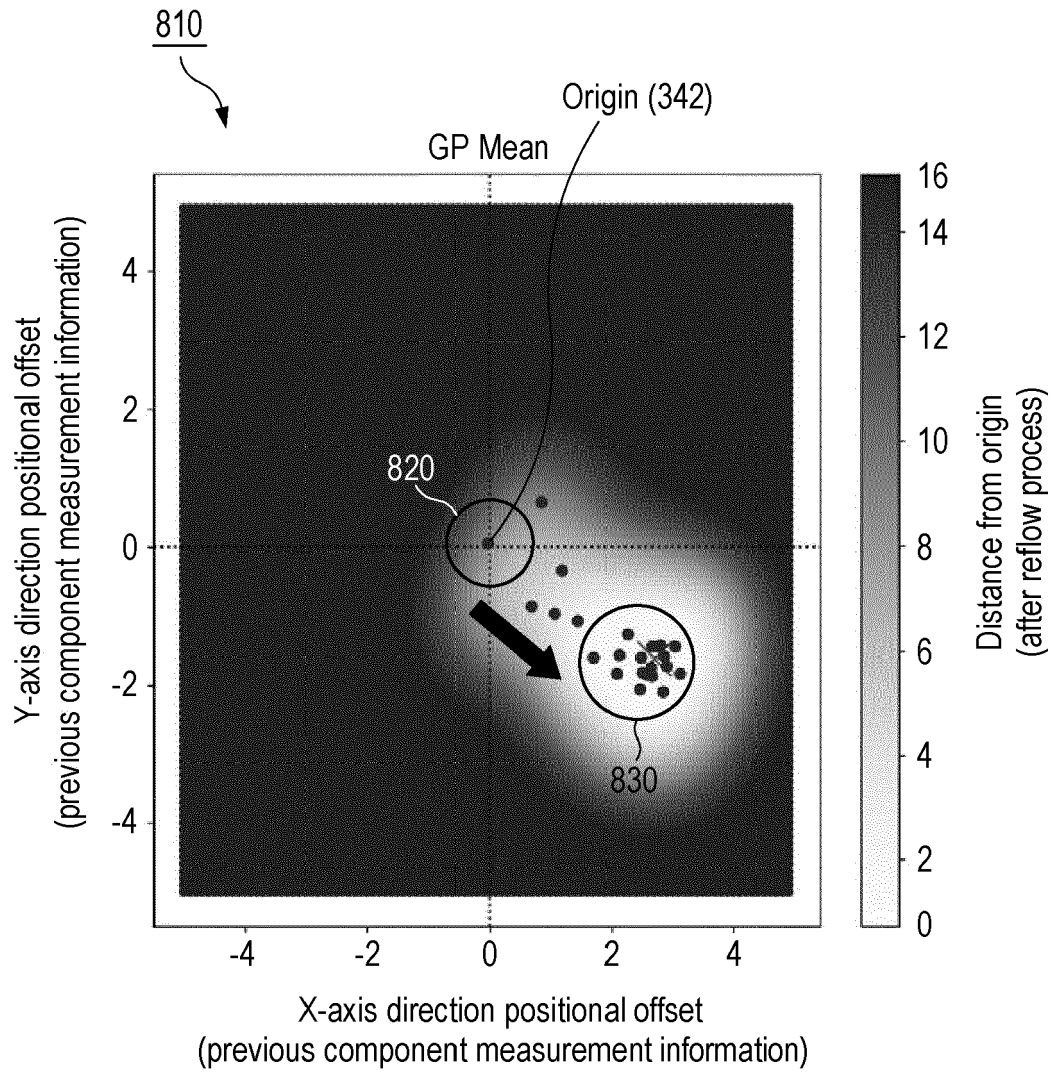 810
Origin (342)
GP Mean
Y-axis direction positional offset
(previous component measurement information)
4
2
0
-2
-4
820
830
-4
-2
0
2
4
X-axis direction positional offset
(previous component measurement information)
16
14
12
10
8
6
4
2
0
Distance from origin
(after reflow process)